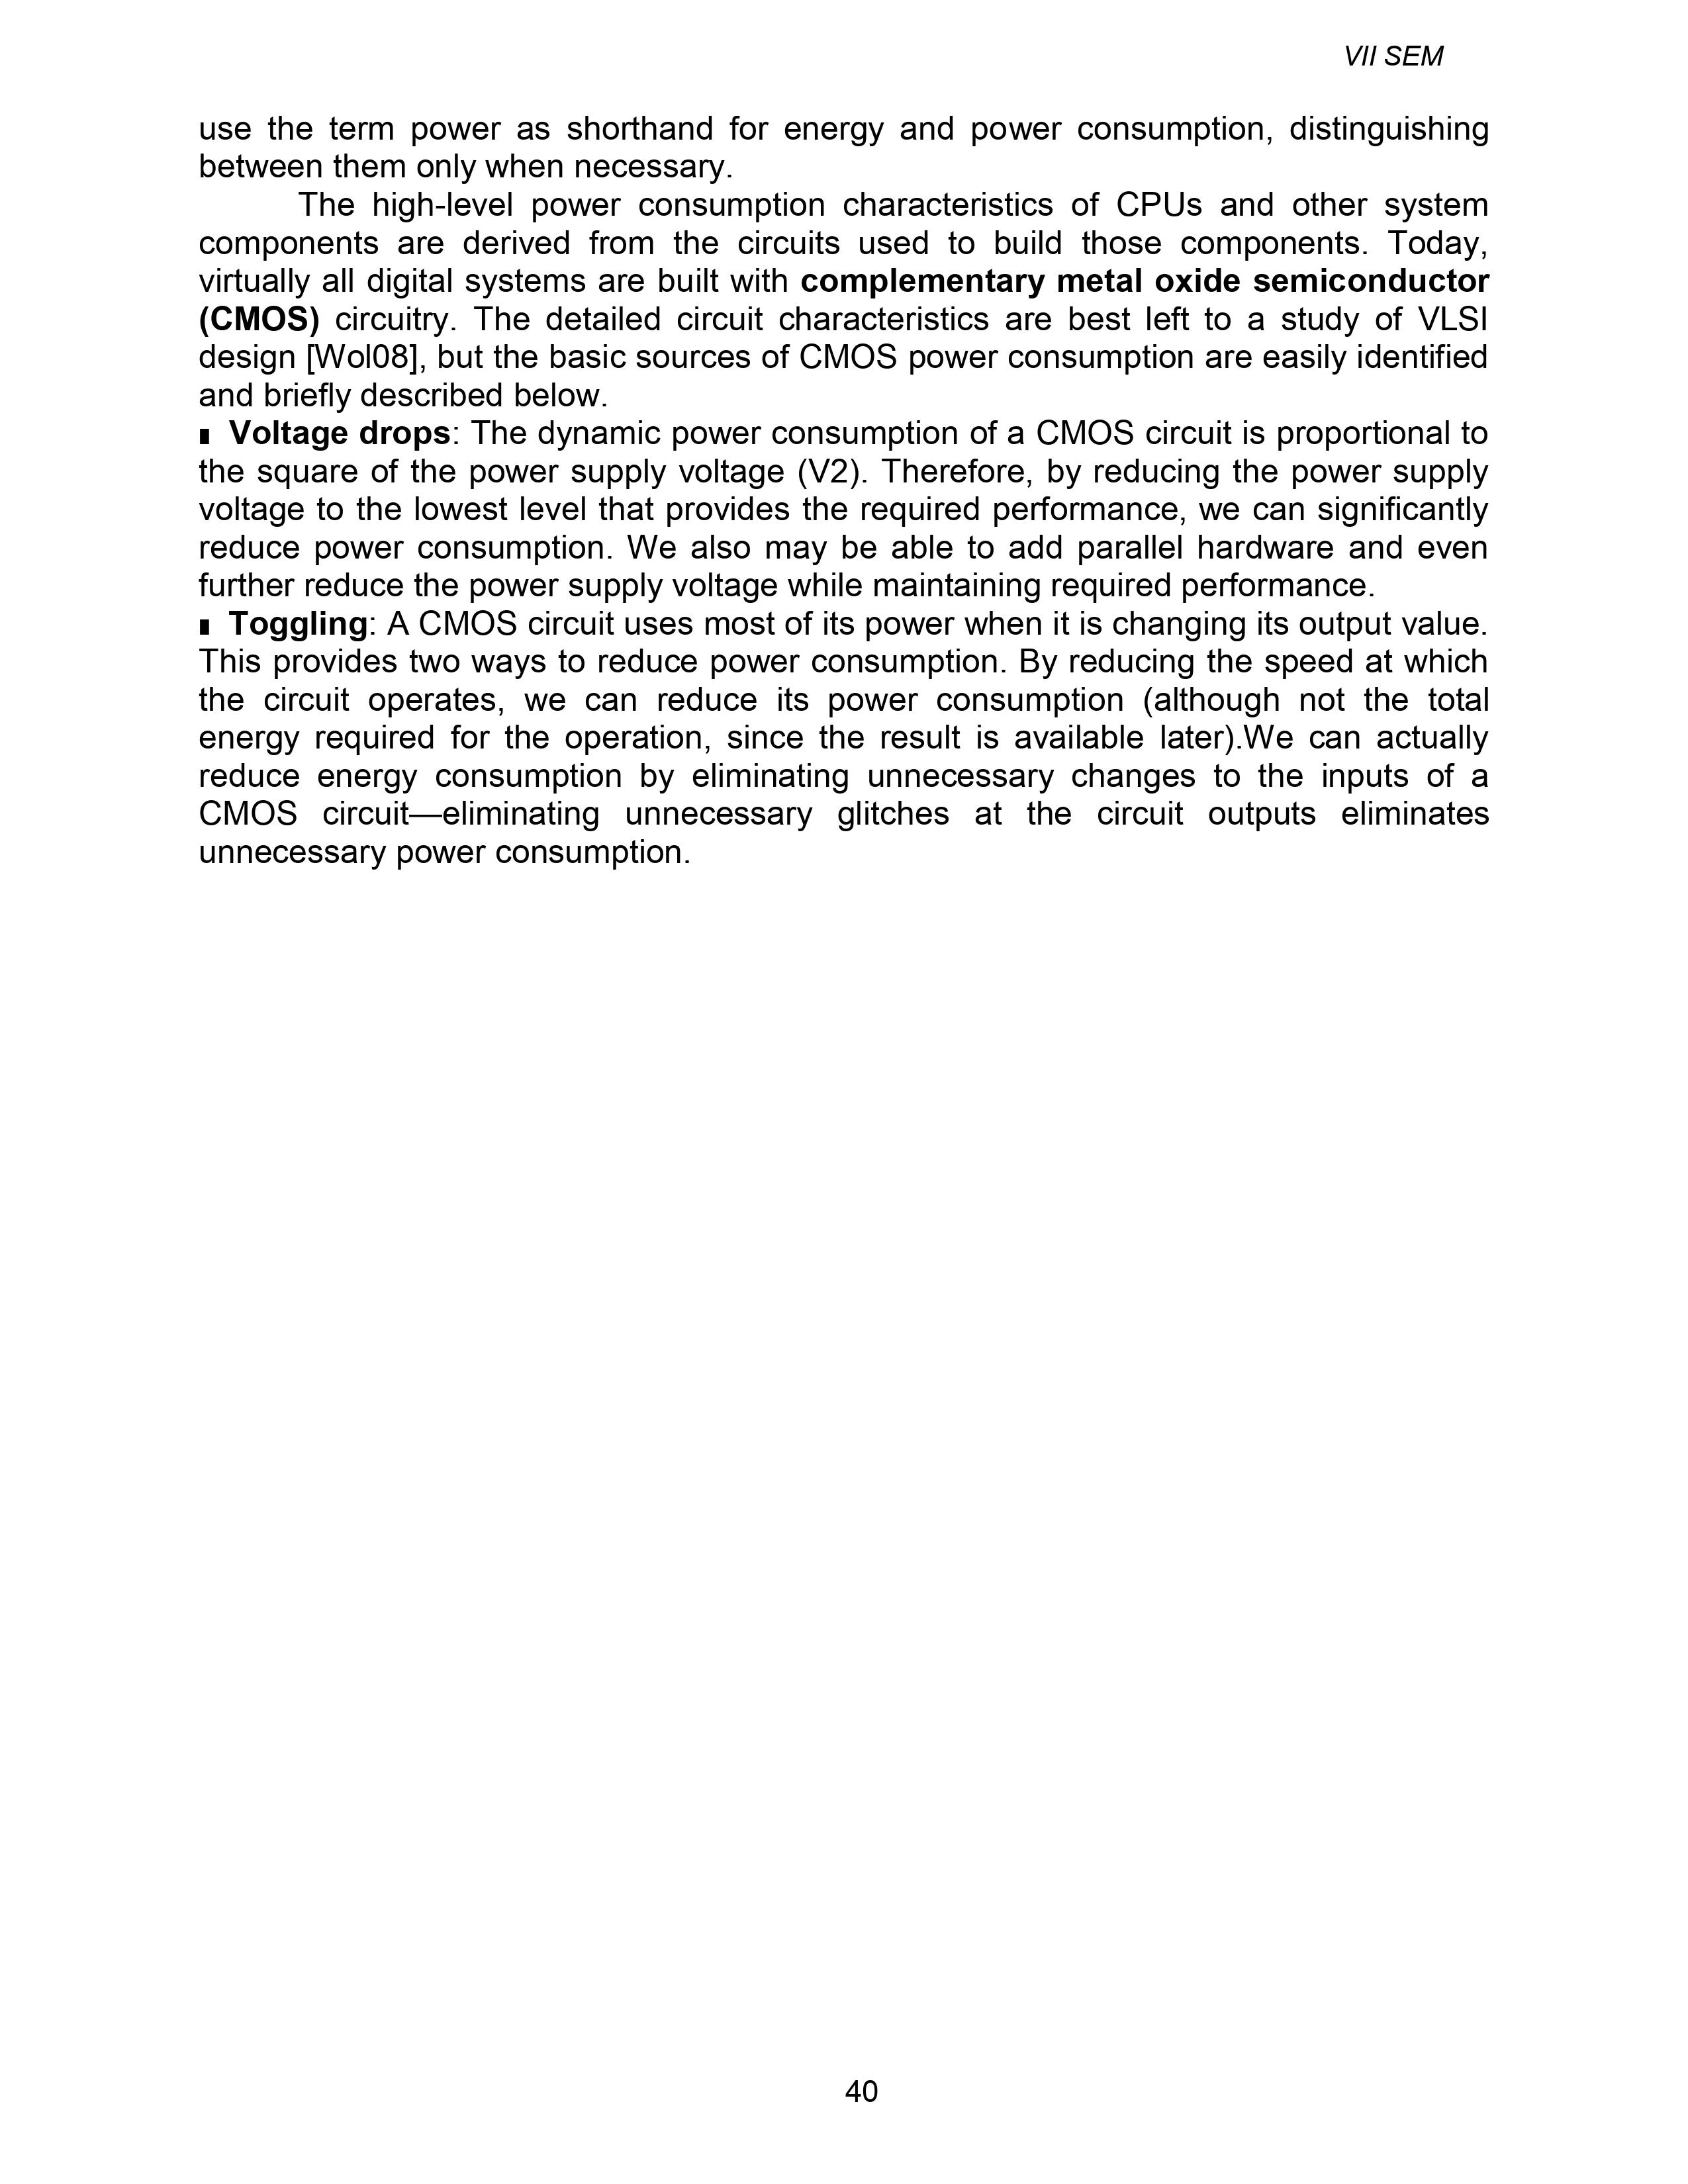 VII SEM
use the term power as shorthand for energy and power consumption, distinguishing
between them only when necessary.
The high-level power consumption characteristics of CPUs and other system
components are derived from the circuits used to build those components. Today,
virtually all digital systems are built with complementary metal oxide semiconductor
(CMOS) circuitry. The detailed circuit characteristics are best left to a study of VLSI
design [Wol08], but the basic sources of CMOS power consumption are easily identified
and briefly described below.
∎ Voltage drops: The dynamic power consumption of a CMOS circuit is proportional to
the square of the power supply voltage (V2). Therefore, by reducing the power supply
voltage to the lowest level that provides the required performance, we can significantly
reduce power consumption. We also may be able to add parallel hardware and even
further reduce the power supply voltage while maintaining required performance.
∎ Toggling: A CMOS circuit uses most of its power when it is changing its output value.
This provides two ways to reduce power consumption. By reducing the speed at which
the circuit operates, we can reduce its power consumption (although not the total
energy required for the operation, since the result is available later).We can actually
reduce energy consumption by eliminating unnecessary changes to the inputs of a
CMOS circuit—eliminating unnecessary glitches at the circuit outputs eliminates
unnecessary power consumption.
40